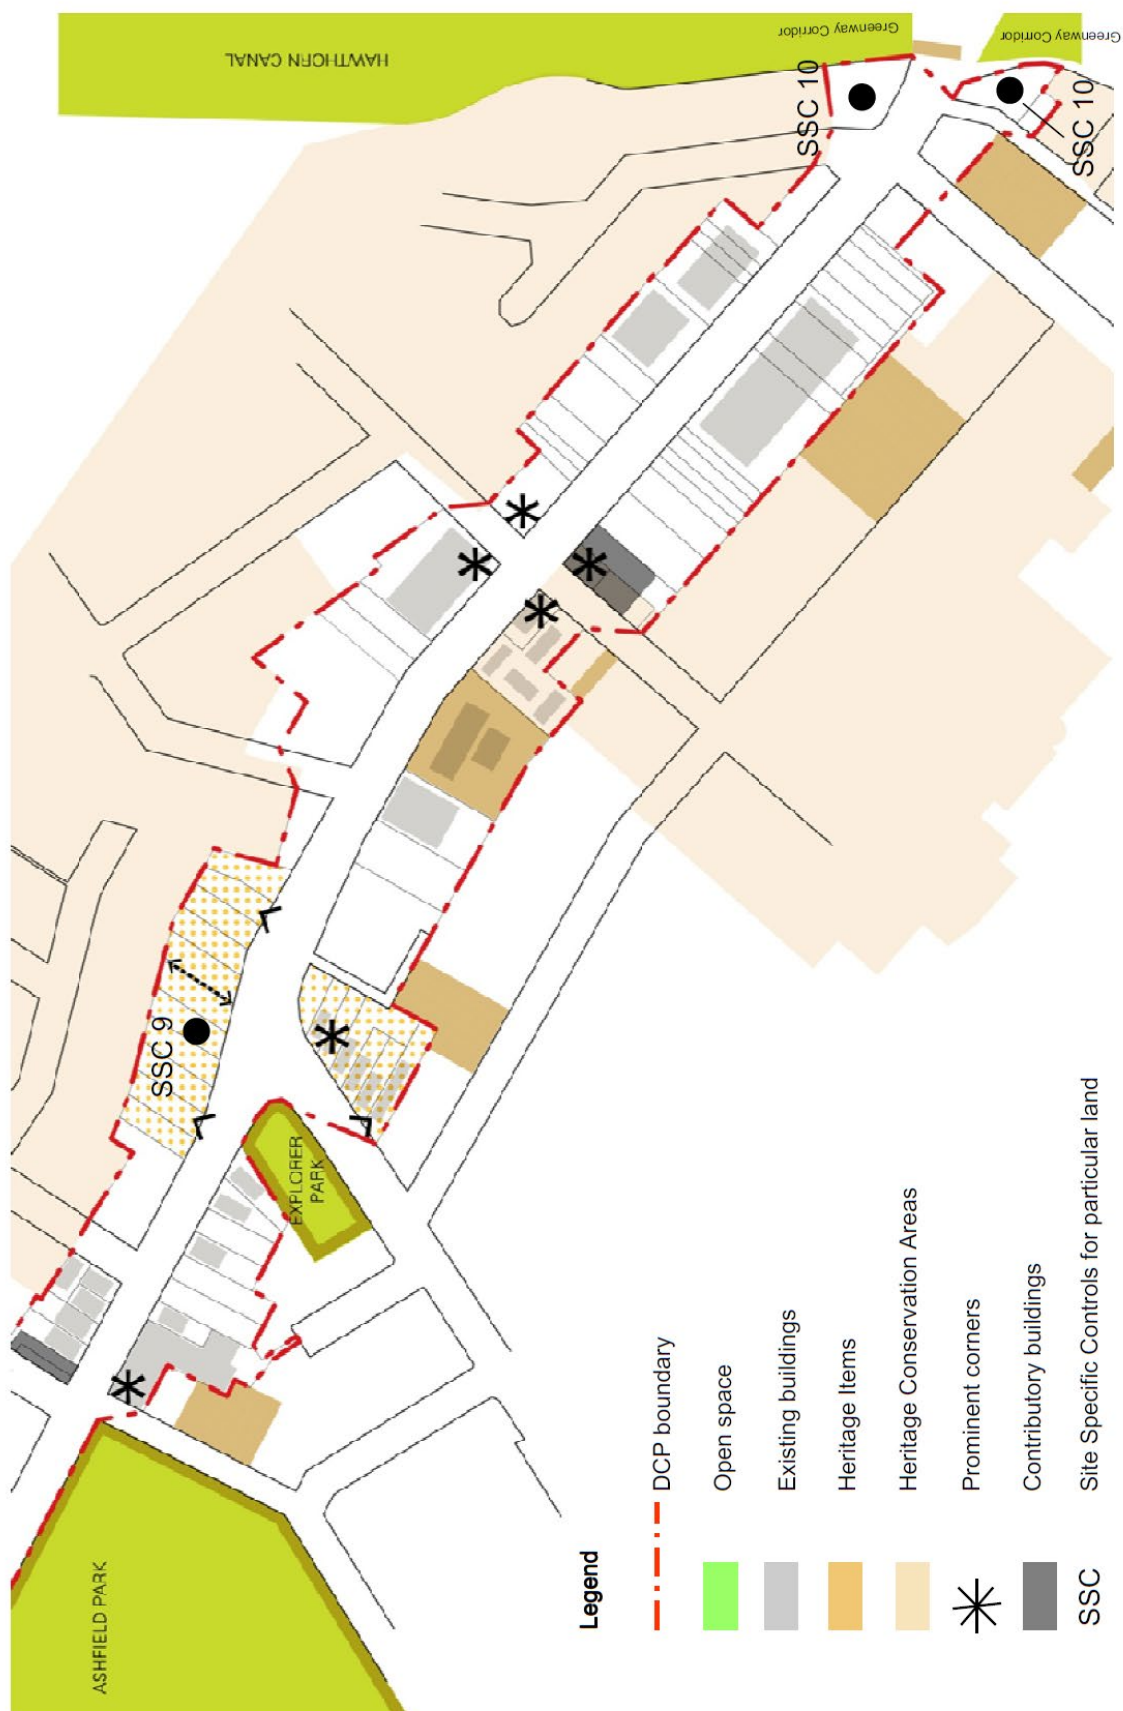 HAWTHORN CANAL
Greenway Corridor
Greenway Corridor
SSC 10
SSC 10
SSC 9
EXPLORER
PARK
ASHFIELD PARK
Legend
DCP boundary
Open space
Existing buildings
Heritage Items
Heritage Conservation Areas
Prominent corners
Contributory buildings
SSC Site Specific Controls for particular land